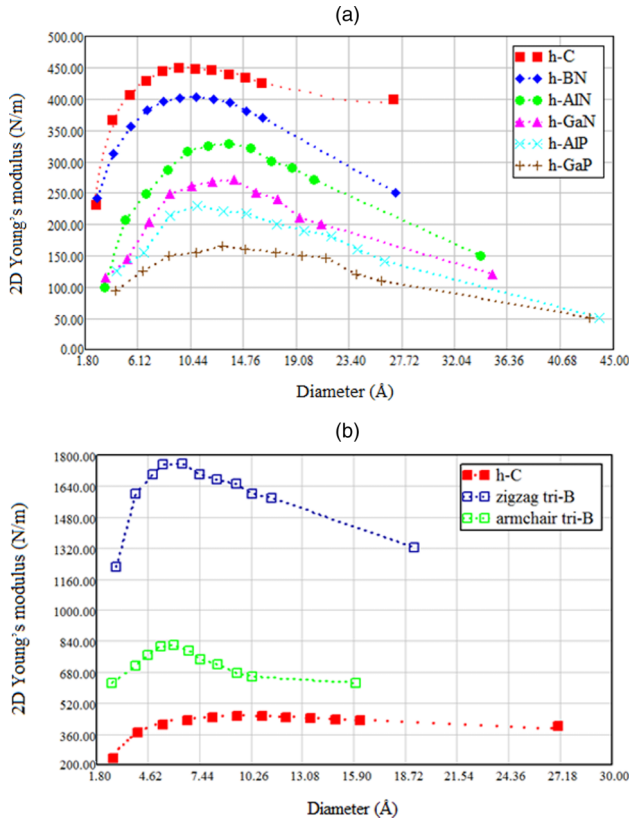 (a)
2D Young's modulus (N/m)
500.00
450.00
400.00
350.00
300.00
250.00
200.00
150.00
100.00
50.00
0.00
h-C
h-BN
h-AlN
h-GaN
h-AlP
h-GaP
1.80 6.12 10.44 14.76 19.08 23.40 27.72 32.04 36.36 40.68 45.00
Diameter (Å)
(b)
2D Young's modulus (N/m)
1800.00
1640.00
1480.00
1320.00
1160.00
1000.00
840.00
680.00
520.00
360.00
200.00
h-C
zigzag tri-B
armchair tri-B
1.80 4.62 7.44 10.26 13.08 15.90 18.72 21.54 24.36 27.18 30.00
Diameter (Å)